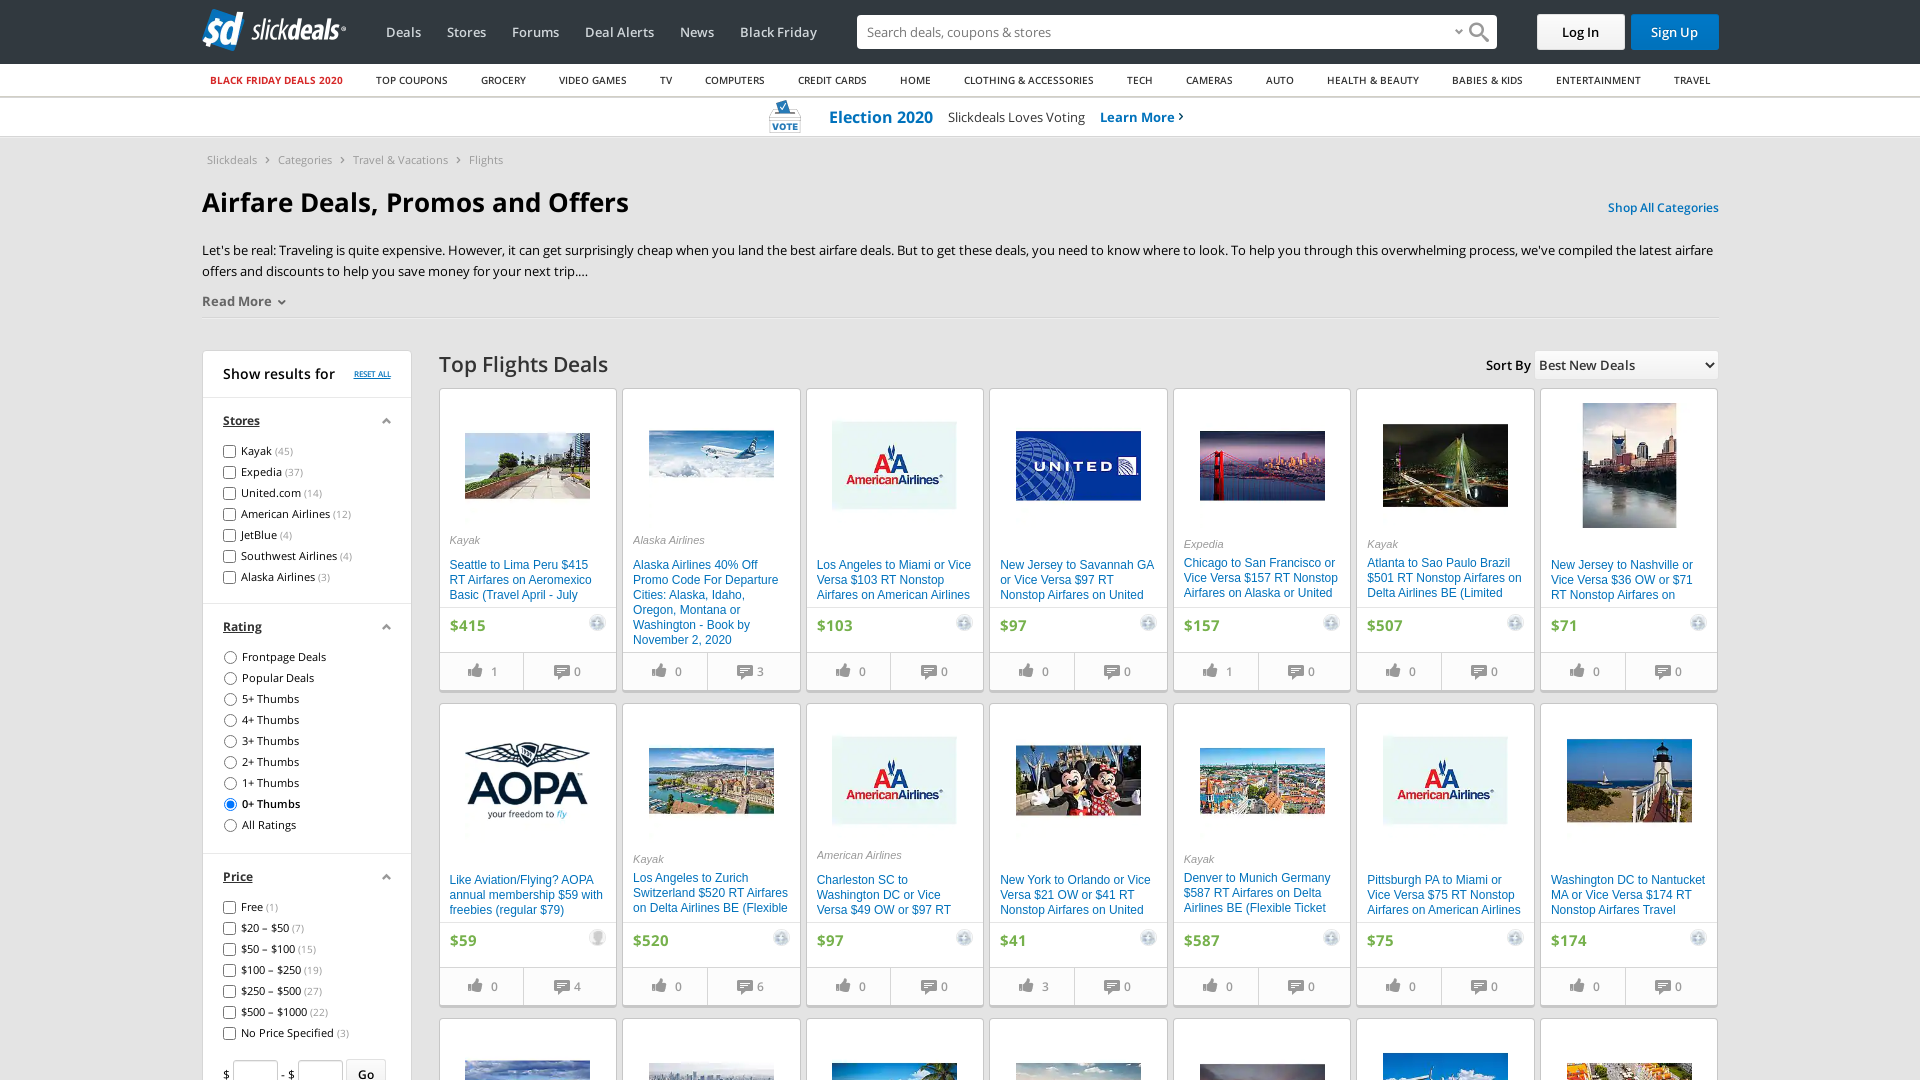 slickdeals
Deals
Stores
Forums
Deal Alerts
News
Black Friday
Search deals, coupons & stores
Log In
Sign Up
BLACK FRIDAY DEALS 2020
TOP COUPONS
GROCERY
VIDEO GAMES
TV
COMPUTERS
CREDIT CARDS
HOME
CLOTHING & ACCESSORIES
TECH
CAMERAS
AUTO
HEALTH & BEAUTY
BABIES & KIDS
ENTERTAINMENT
TRAVEL
VOTE
Election 2020
Slickdeals Loves Voting
Learn More
Slickdeals
Categories
Travel & Vacations
Flights
Airfare Deals, Promos and Offers
Shop All Categories
Let's be real: Traveling is quite expensive. However, it can get surprisingly cheap when you land the best airfare deals. But to get these deals, you need to know where to look. To help you through this overwhelming process, we've compiled the latest airfare
offers and discounts to help you save money for your next trip....
Read More
Show results for
RESET ALL
Stores
Kayak (45)
Expedia (37)
United.com (14)
American Airlines (12)
JetBlue (4)
Southwest Airlines (4)
Alaska Airlines (3)
Rating
Frontpage Deals
Popular Deals
5+ Thumbs
4+ Thumbs
3+ Thumbs
2+ Thumbs
1+ Thumbs
0+ Thumbs
All Ratings
Price
Free (1)
$20 – $50 (7)
$50 – $100 (15)
$100 – $250 (19)
$250 – $500 (27)
$500 – $1000 (22)
No Price Specified (3)
$ - $ Go
Top Flights Deals
Sort By Best New Deals
Kayak
Seattle to Lima Peru $415
RT Airfares on Aeromexico
Basic (Travel April - July
$415
1
0
Alaska Airlines
Alaska Airlines 40% Off
Promo Code For Departure
Cities: Alaska, Idaho,
Oregon, Montana or
Washington - Book by
November 2, 2020
0
3
AA
AmericanAirlines
Los Angeles to Miami or Vice
Versa $103 RT Nonstop
Airfares on American Airlines
$103
0
0
UNITED
New Jersey to Savannah GA
or Vice Versa $97 RT
Nonstop Airfares on United
$97
0
0
Expedia
Chicago to San Francisco or
Vice Versa $157 RT Nonstop
Airfares on Alaska or United
$157
1
0
Kayak
Atlanta to Sao Paulo Brazil
$501 RT Nonstop Airfares on
Delta Airlines BE (Limited
$507
0
0
New Jersey to Nashville or
Vice Versa $36 OW or $71
RT Nonstop Airfares on
$71
0
0
AOPA
your freedom to fly
Like Aviation/Flying? AOPA
annual membership $59 with
freebies (regular $79)
$59
0
4
Kayak
Los Angeles to Zurich
Switzerland $520 RT Airfares
on Delta Airlines BE (Flexible
$520
0
6
AA
AmericanAirlines
American Airlines
Charleston SC to
Washington DC or Vice
Versa $49 OW or $97 RT
$97
0
0
New York to Orlando or Vice
Versa $21 OW or $41 RT
Nonstop Airfares on United
$41
3
0
Kayak
Denver to Munich Germany
$587 RT Airfares on Delta
Airlines BE (Flexible Ticket
$587
0
0
AA
AmericanAirlines
Pittsburgh PA to Miami or
Vice Versa $75 RT Nonstop
Airfares on American Airlines
$75
0
0
Washington DC to Nantucket
MA or Vice Versa $174 RT
Nonstop Airfares Travel
$174
0
0